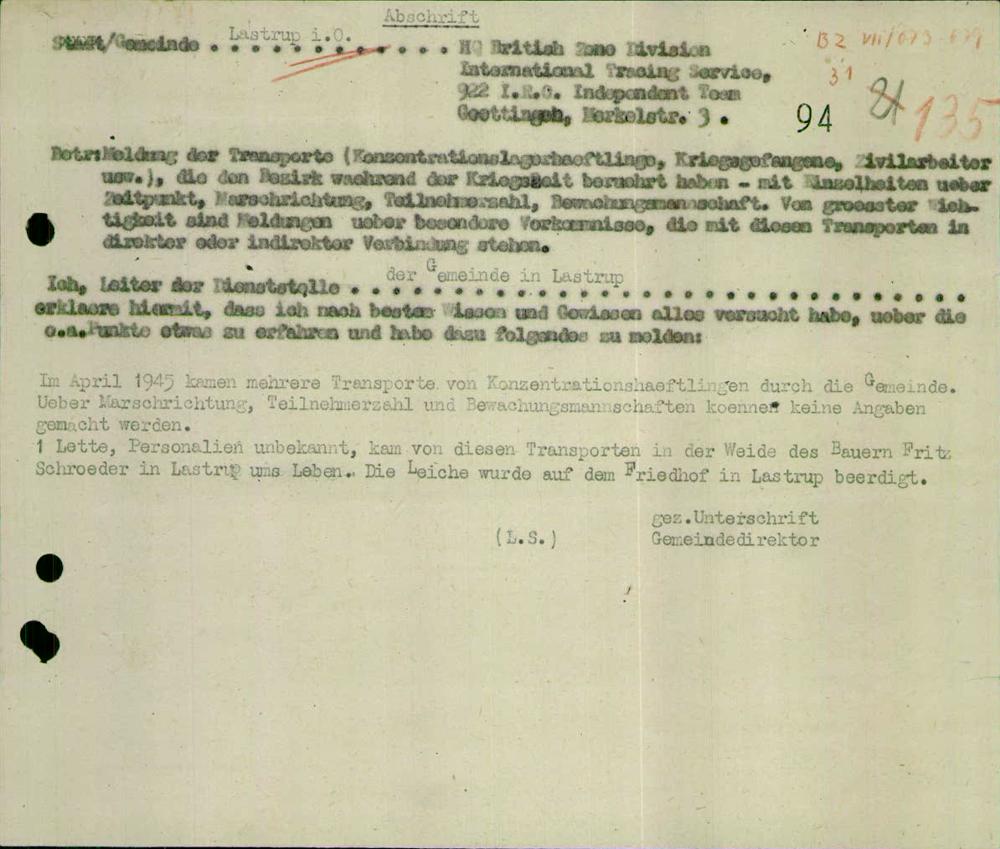 Abschrift
Stadt/Gemeinde . Lastrup i.O. . . . HQ British Zone Division
International Tracing Service,
922 I.R.O. Independent Team
Goettingen, Merkelstr. 3 .
94
135
Betr:Meldung der Transporte (Konzentrationslagerhaeftlinge, Kriegsgefangene, Zivilarbeiter
usw.), die den Bezirk waehrend der Kriegszeit beruehrt haben - mit Einzelheiten ueber
Zeitpunkt, Marschrichtung, Teilnehmerzahl, Bewachungsmannschaft. Von groesster Wich-
tigkeit sind Meldungen ueber besondere Vorkommnisse, die mit diesen Transporten in
direkter oder indirekter Verbindung stehen.
Ich, Leiter der Dienststelle . . der Gemeinde in Lastrup . . . . . . . . . . . . . .
erklaere hiermit, dass ich nach bestem Wissen und Gewissen alles versucht habe, ueber die
o.a.Punkte etwas zu erfahren und habe dazu folgendes zu melden:
Im April 1945 kamen mehrere Transporte von Konzentrationshaeftlingen durch die Gemeinde.
Ueber Marschrichtung, Teilnehmerzahl und Bewachungsmannschaften koennen keine Angaben
gemacht werden.
1 Lette, Personalien unbekannt, kam von diesen Transporten in der Weide des Bauern Fritz
Schroeder in Lastrup ums Leben. Die Leiche wurde auf dem Friedhof in Lastrup beerdigt.
gez.Unterschrift
(L.S.) Gemeindedirektor